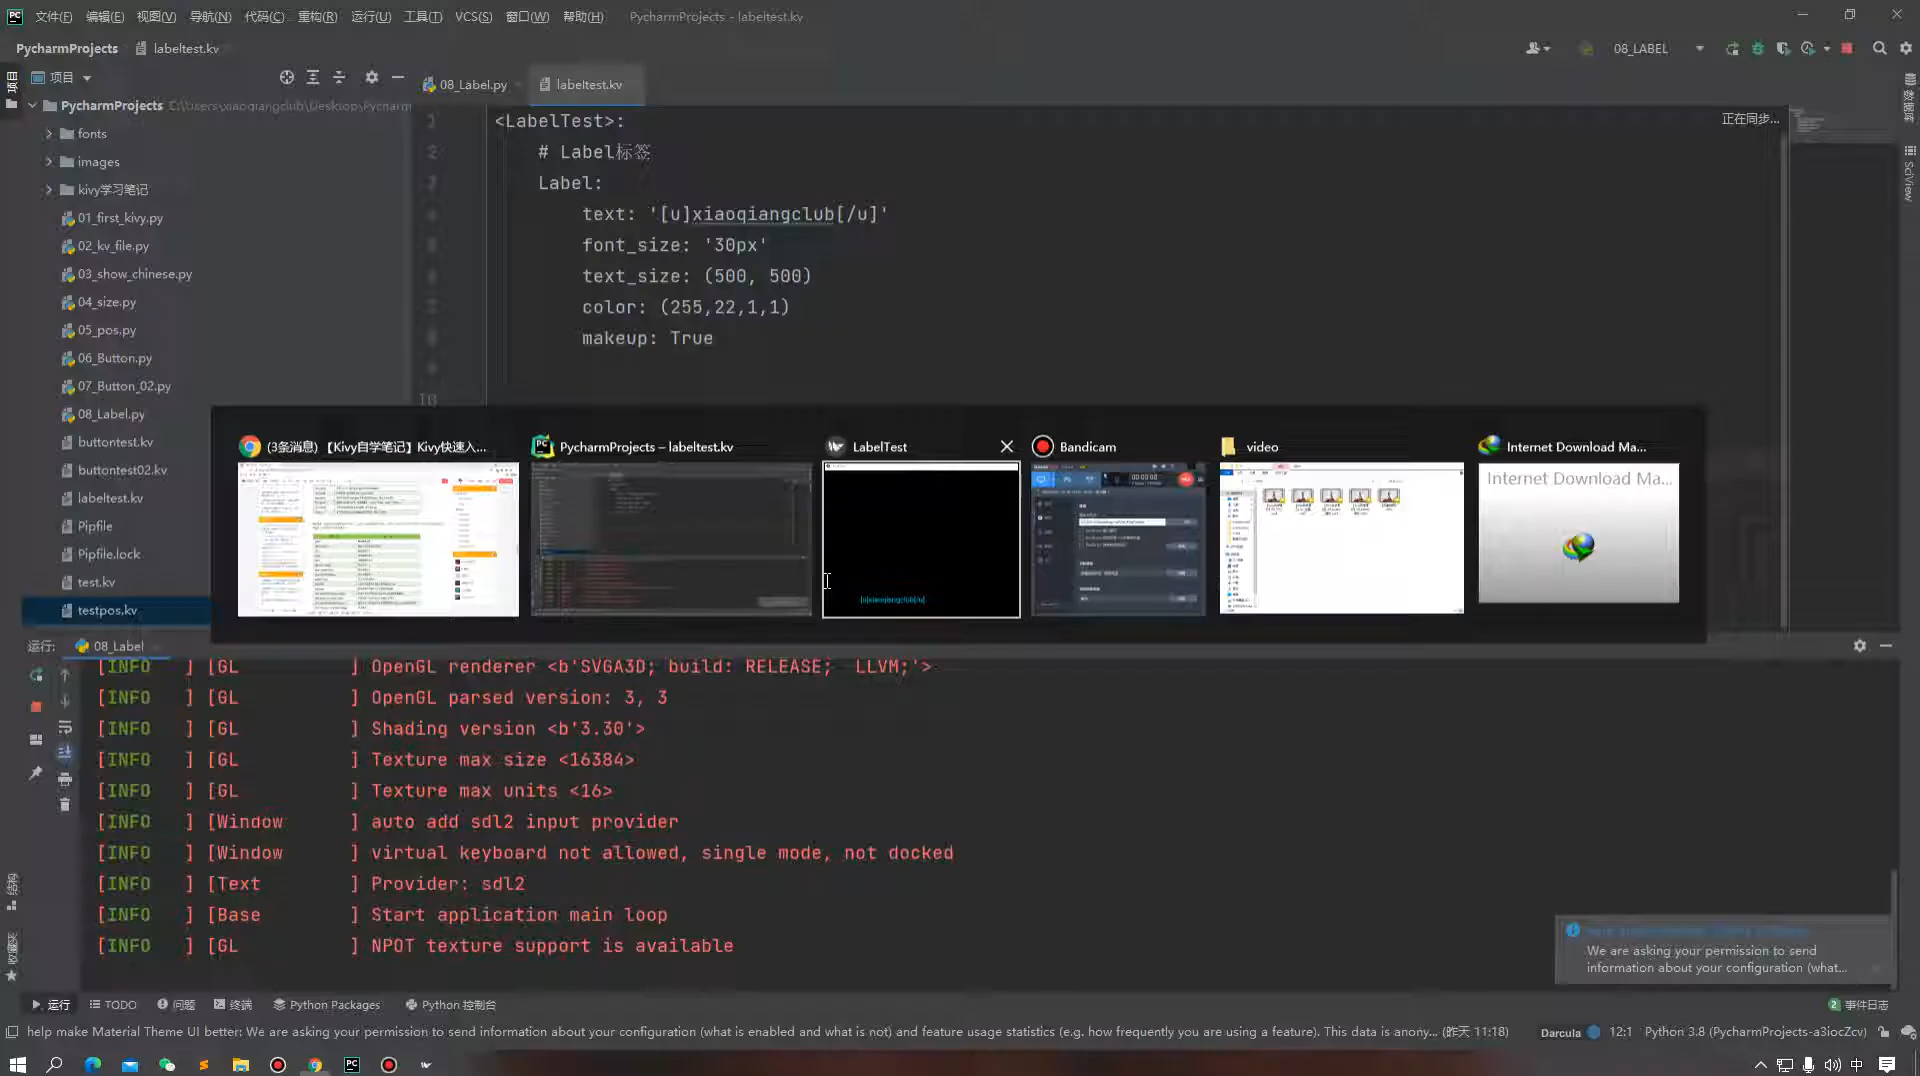 文件(F) 编辑(E) 视图(V) 导航(N) 代码(C) 重构(R) 运行(U) 工具(T) VCS(S) 窗口(W) 帮助(H) PycharmProjects - labeltest.kv
PycharmProjects labeltest.kv 08_LABEL
项目 08_Label.py labeltest.kv
PycharmProjects C:\Users\xiaoqiangclub\Desktop\Pycharm
fonts
images
kivy学习笔记
01_first_kivy.py
02_kv_file.py
03_show_chinese.py
04_size.py
05_pos.py
06_Button.py
07_Button_02.py
08_Label.py
buttontest.kv
buttontest02.kv
labeltest.kv
Pipfile
Pipfile.lock
test.kv
testpos.kv
<LabelTest>:
# Label标签
Label:
text: '[u]xiaoqiangclub[/u]'
font_size: '30px'
text_size: (500, 500)
color: (255,22,1,1)
makeup: True
10
正在同步...
数据库
SciView
(3条消息) 【Kivy自学笔记】Kivy快速入... PycharmProjects – labeltest.kv LabelTest Bandicam video Internet Download Ma...
Internet Download Ma...
[u]xiaoqiangclub[/u]
运行: 08_Label
[INFO ] [GL ] OpenGL renderer <b'SVGA3D; build: RELEASE; LLVM;'>
[INFO ] [GL ] OpenGL parsed version: 3, 3
[INFO ] [GL ] Shading version <b'3.30'>
[INFO ] [GL ] Texture max size <16384>
[INFO ] [GL ] Texture max units <16>
[INFO ] [Window ] auto add sdl2 input provider
[INFO ] [Window ] virtual keyboard not allowed, single mode, not docked
[INFO ] [Text ] Provider: sdl2
[INFO ] [Base ] Start application main loop
[INFO ] [GL ] NPOT texture support is available
结构
收藏夹
We are asking your permission to send
information about your configuration (what...
运行 TODO 问题 终端 Python Packages Python 控制台 2 事件日志
help make Material Theme UI better: We are asking your permission to send information about your configuration (what is enabled and what is not) and feature usage statistics (e.g. how frequently you are using a feature). This data is anony... (昨天 11:18) Darcula 12:1 Python 3.8 (PycharmProjects-a3iocZcv)
中